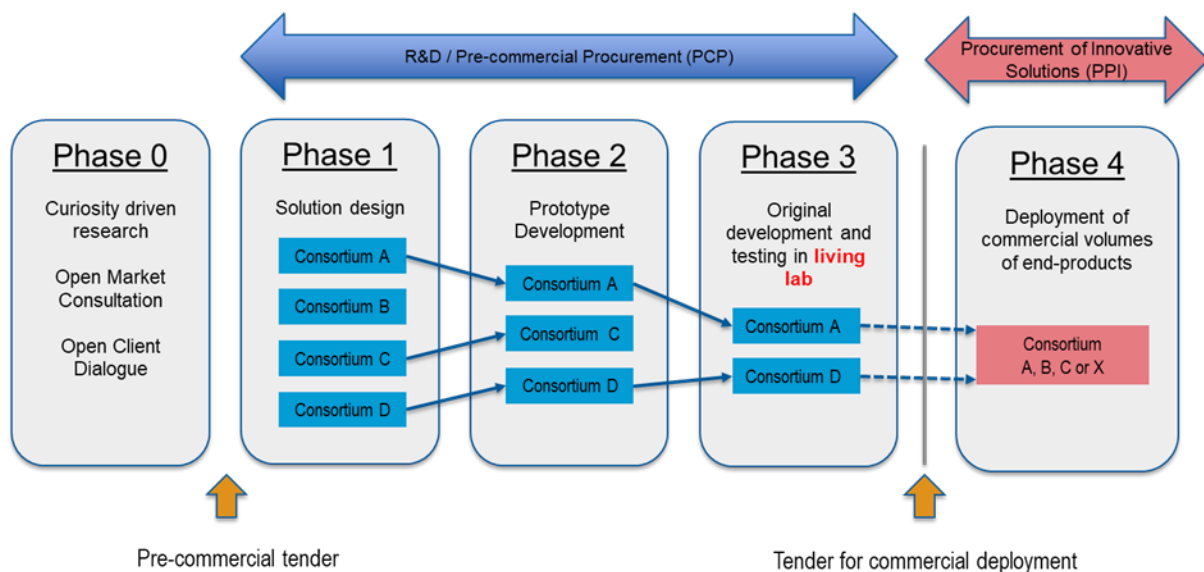 R&D / Pre-commercial Procurement (PCP)
Procurement of Innovative
Solutions (PPI)
Phase 0
Curiosity driven
research
Open Market
Consultation
Open Client
Dialogue
Phase 1
Solution design
Consortium A
Consortium B
Consortium C
Consortium D
Phase 2
Prototype
Development
Consortium A
Consortium C
Consortium D
Phase 3
Original
development and
testing in living
lab
Consortium A
Consortium D
Phase 4
Deployment of
commercial volumes
of end-products
Consortium
A, B, C or X
Pre-commercial tender
Tender for commercial deployment